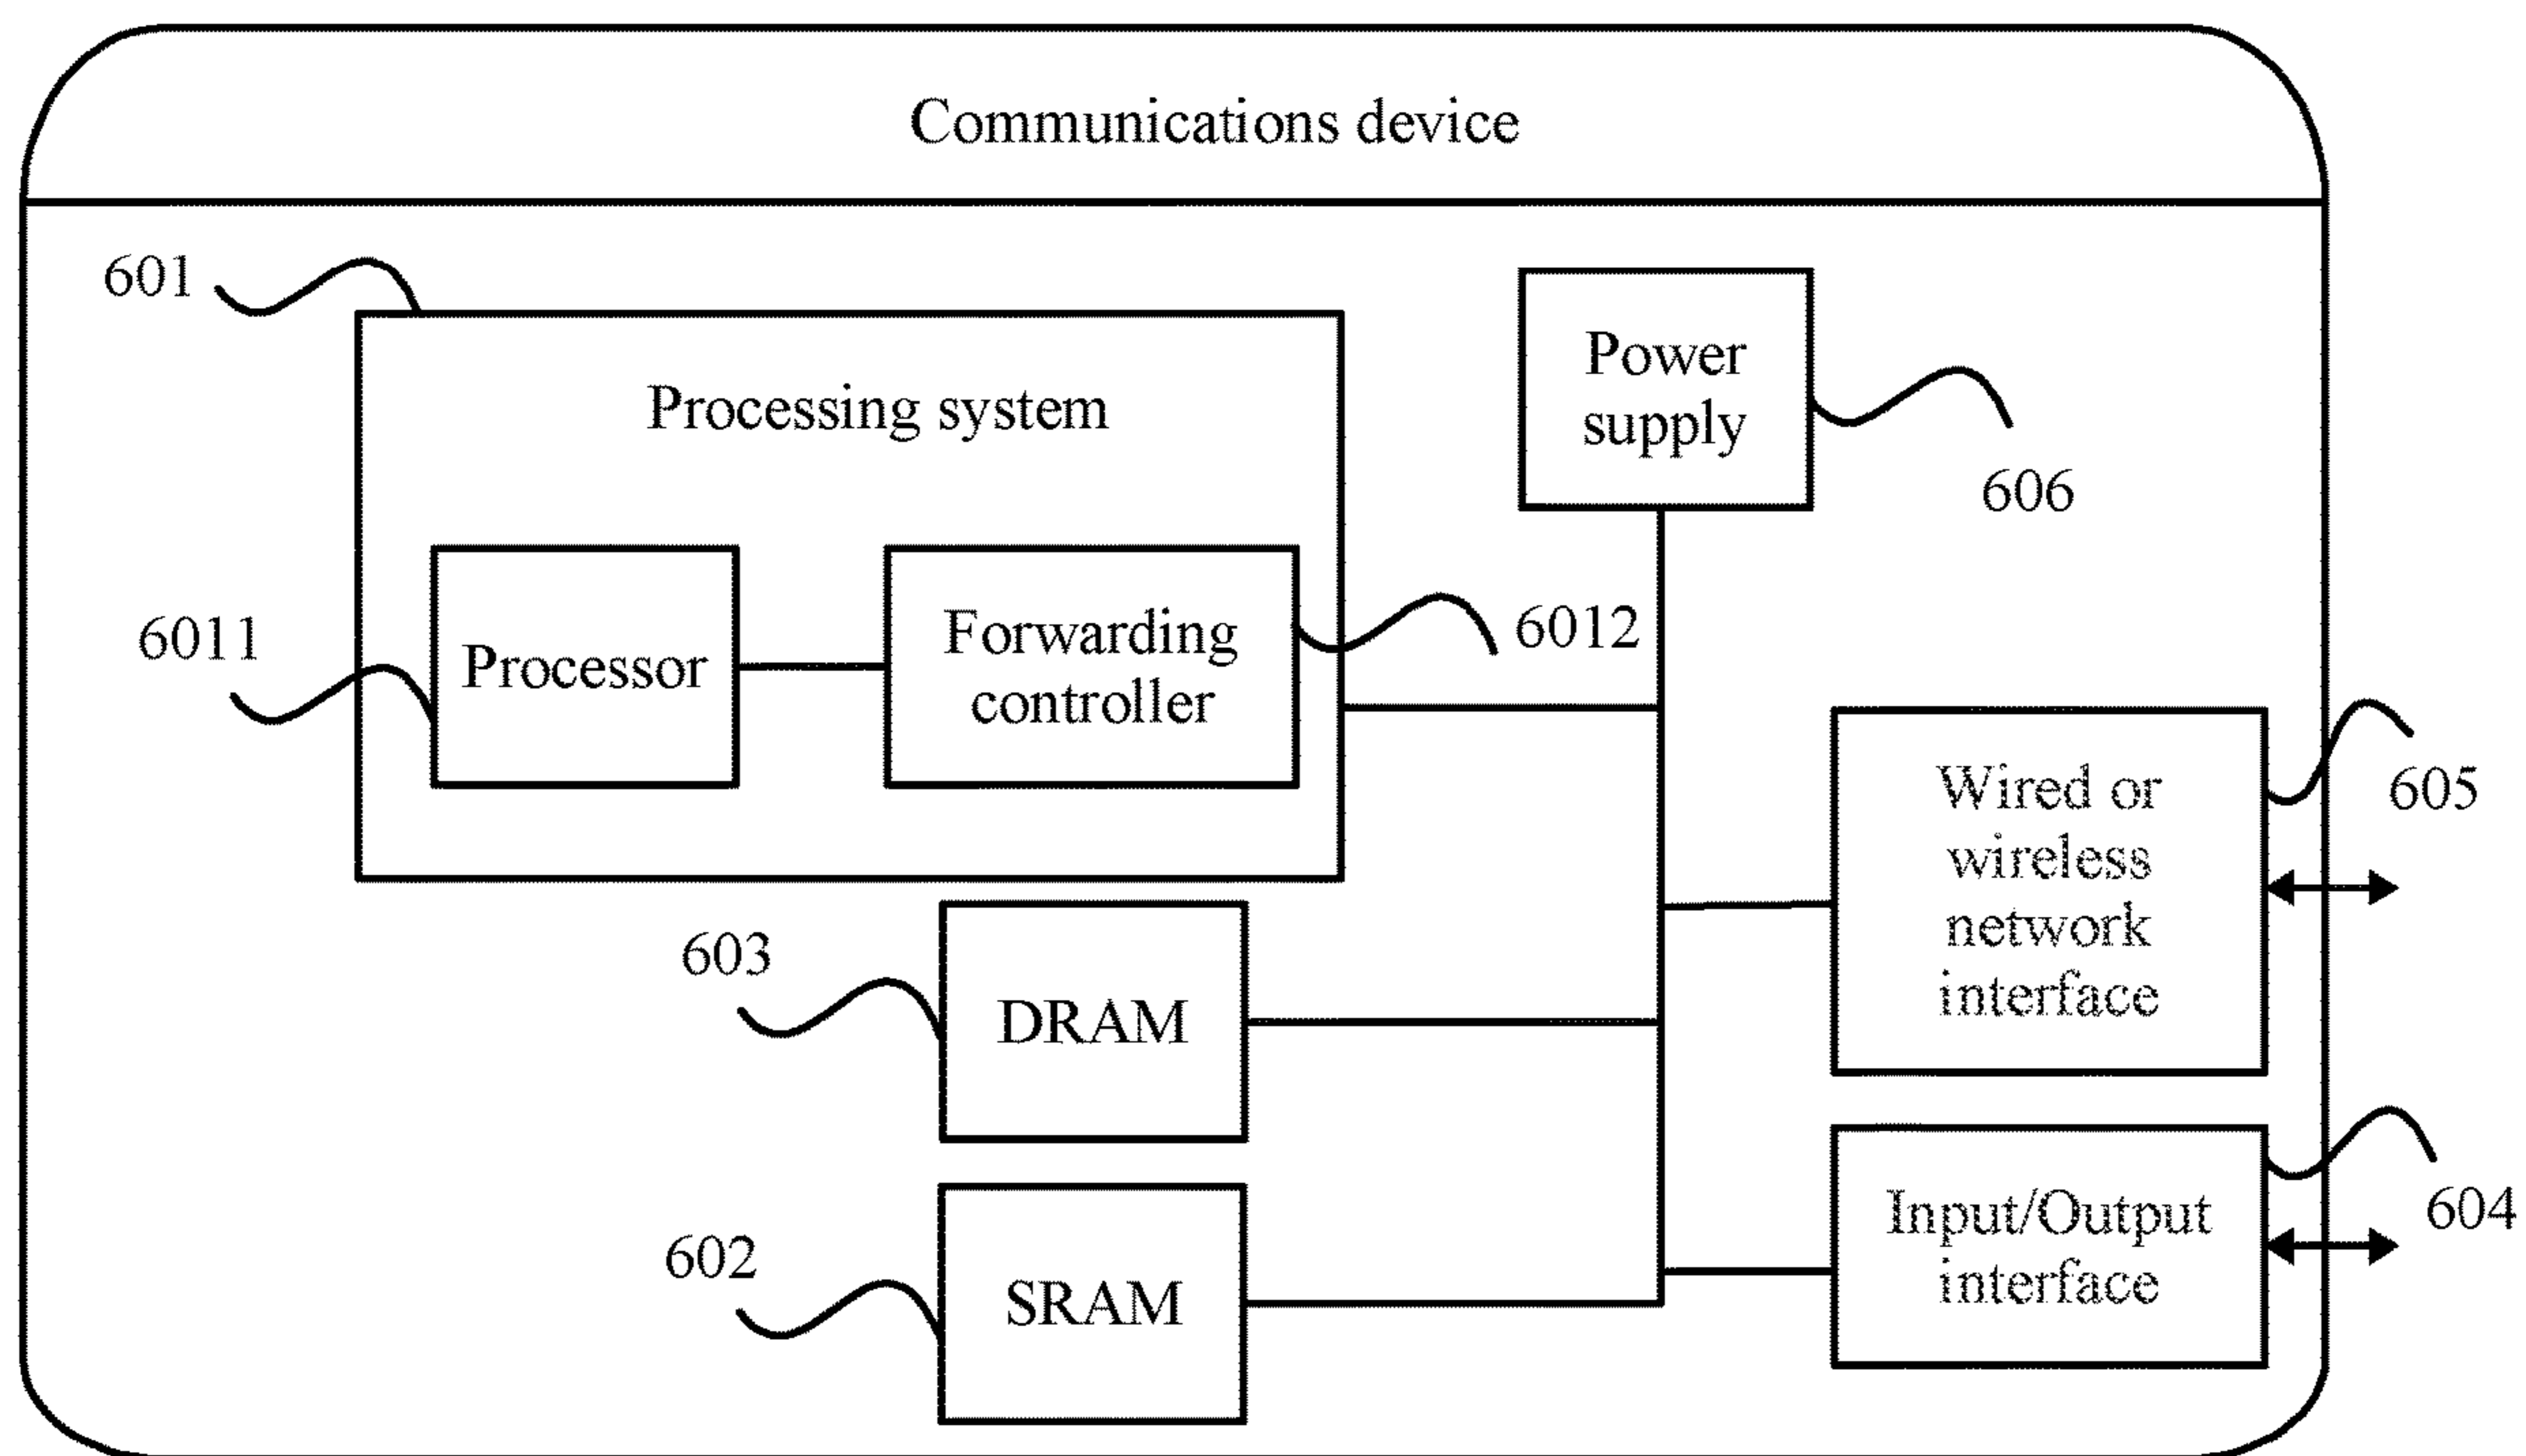 Communications device
601
Processing system
Power
supply
606
6011
Processor
Forwarding
controller
6012
Wired or
wireless
network
interface
605
603
DRAM
602
SRAM
Input/Output
interface
604